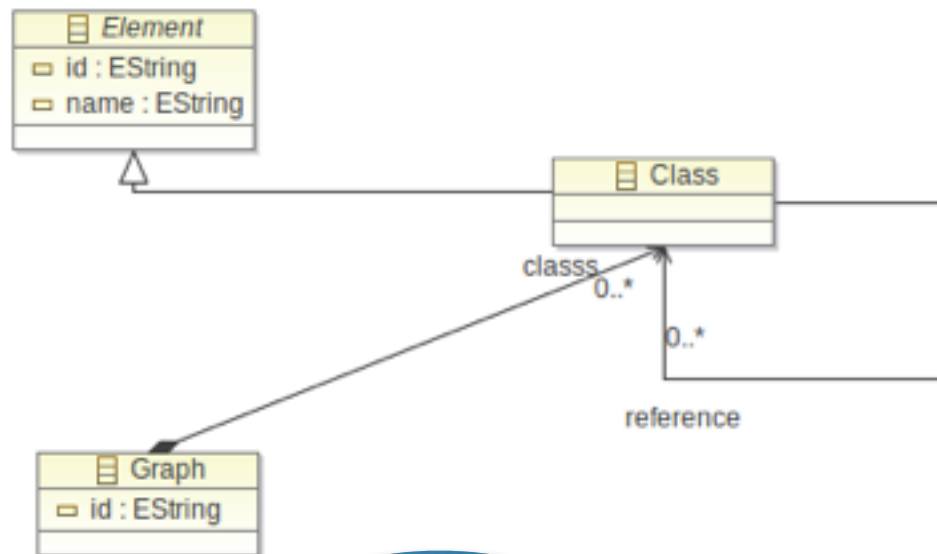 Element
id : EString
name : EString
Class
classs
0..*
0..*
reference
Graph
id : EString